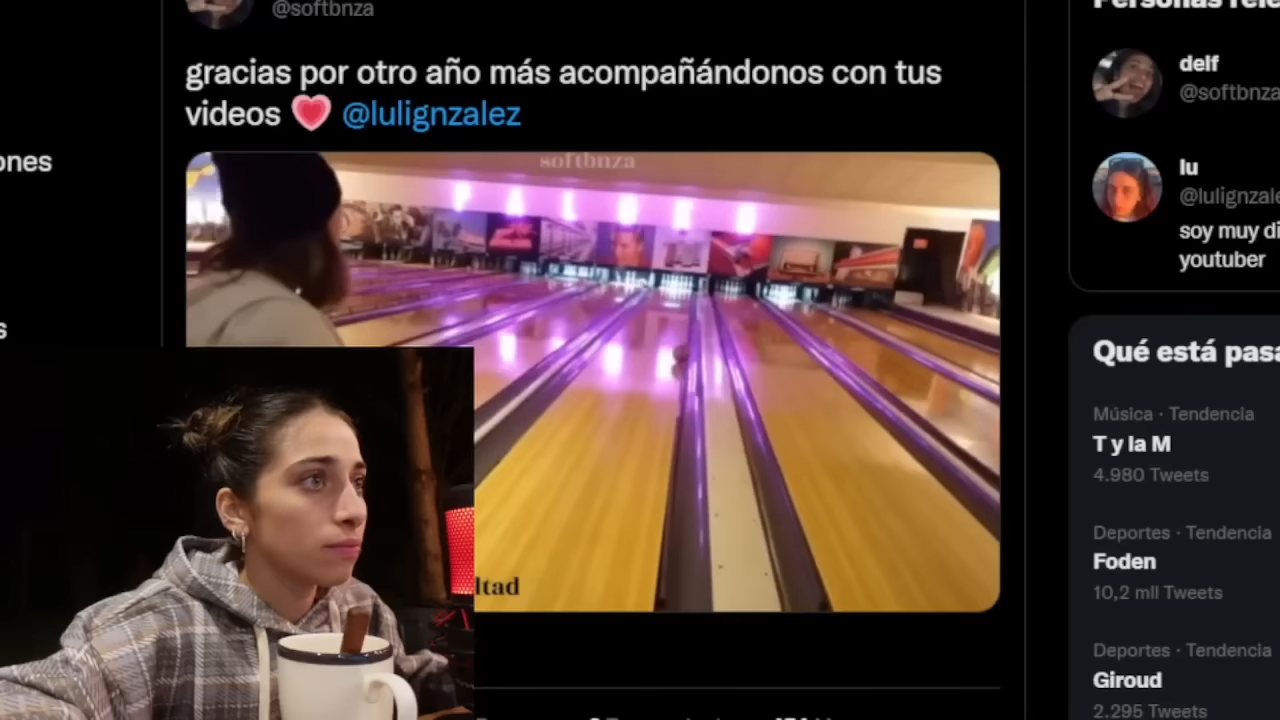 @softbnza
gracias por otro año más acompañándonos con tus
videos @lulignzalez
softbnza
ltad
ones
s
delf
@softbnza
lu
@lulignzale
soy muy di
youtuber
Qué está pasa
Música · Tendencia
T y la M
4.980 Tweets
Deportes · Tendencia
Foden
10,2 mil Tweets
Deportes · Tendencia
Giroud
2.295 Tweets